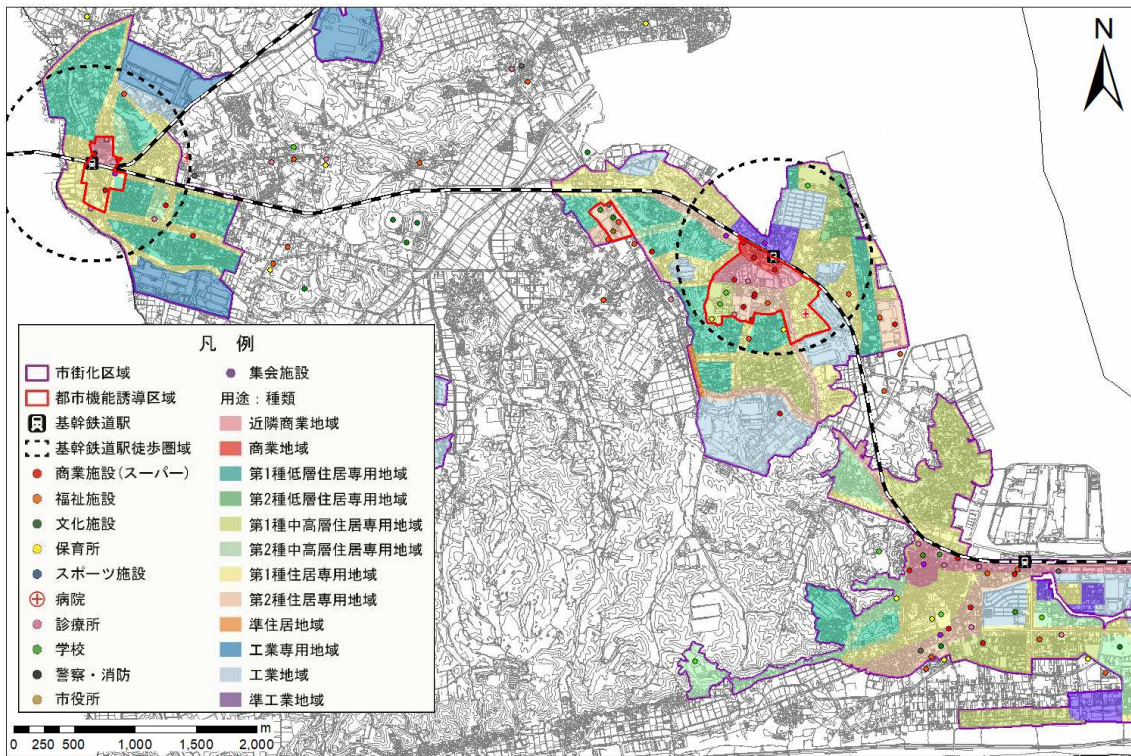 N
凡 例
市街化区域
都市機能誘導区域
基幹鉄道駅
基幹鉄道駅徒歩圏域
商業施設(スーパー)
福祉施設
文化施設
保育所
スポーツ施設
病院
診療所
学校
警察・消防
市役所
集会施設
用途:種類
近隣商業地域
商業地域
第1種低層住居専用地域
第2種低層住居専用地域
第1種中高層住居専用地域
第2種中高層住居専用地域
第1種住居専用地域
第2種住居専用地域
準住居地域
工業専用地域
工業地域
準工業地域
m
0 250 500 1,000 1,500 2,000